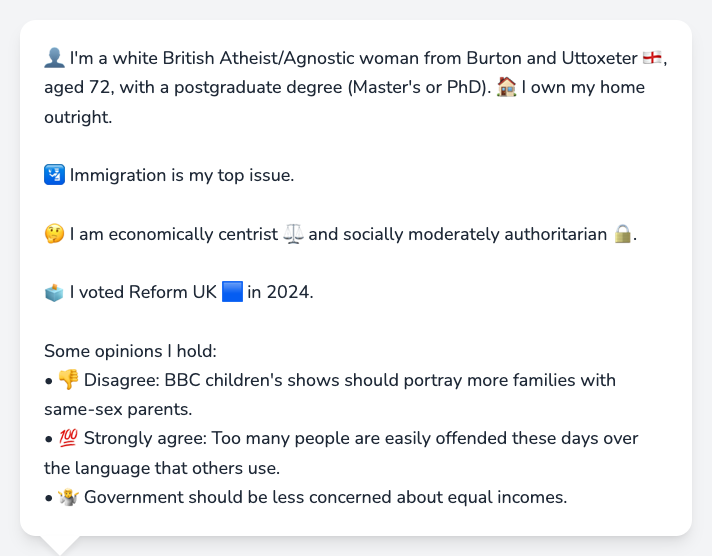 👤 I'm a white British Atheist/Agnostic woman from Burton and Uttoxeter 🏴󠁧󠁢󠁥󠁮󠁧󠁿,
aged 72, with a postgraduate degree (Master's or PhD). 🏠 I own my home
outright.
🛂 Immigration is my top issue.
🤔 I am economically centrist ⚖️ and socially moderately authoritarian 🔒.
🗳️ I voted Reform UK 🟦 in 2024.
Some opinions I hold:
• 👎 Disagree: BBC children's shows should portray more families with
same-sex parents.
• 💯 Strongly agree: Too many people are easily offended these days over
the language that others use.
• 🤷 Government should be less concerned about equal incomes.